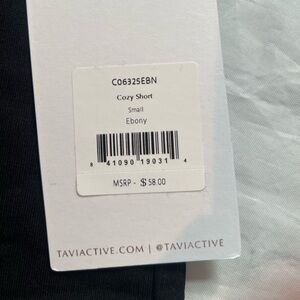 C06325EBN
Cozy Short
Small
Ebony
8 41090 19031 4
MSRP - $ 58.00
TAVIACTIVE.COM | @TAVIACTIVE